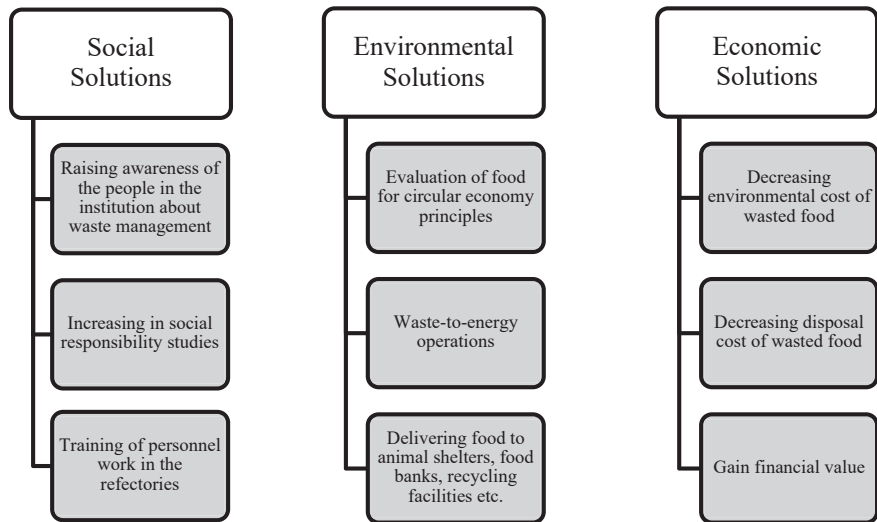 Social
Solutions
Raising awareness of
the people in the
institution about
waste management
Increasing in social
responsibility studies
Training of personnel
work in the
refectories
Environmental
Solutions
Evaluation of food
for circular economy
principles
Waste-to-energy
operations
Delivering food to
animal shelters, food
banks, recycling
facilities etc.
Economic
Solutions
Decreasing
environmental cost of
wasted food
Decreasing disposal
cost of wasted food
Gain financial value